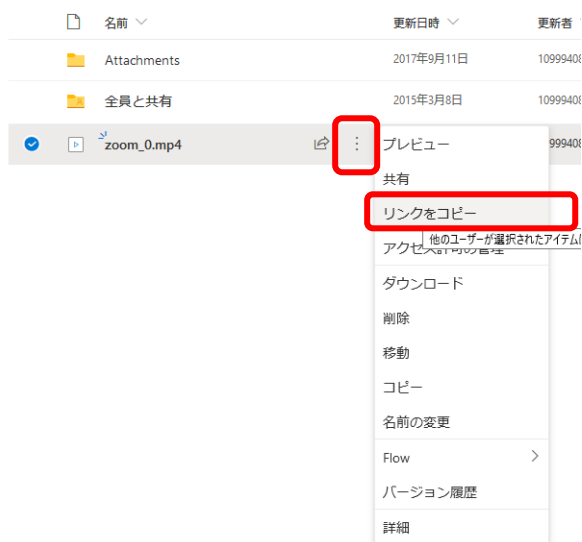 名前 更新日時 更新者
Attachments 2017年9月11日 1099940
全員と共有 2015年3月8日 1099940
zoom_0.mp4 プレビュー 99940
共有
リンクをコピー
他のユーザーが選択されたアイテム
アクセス許可の管理
ダウンロード
削除
移動
コピー
名前の変更
Flow
バージョン履歴
詳細